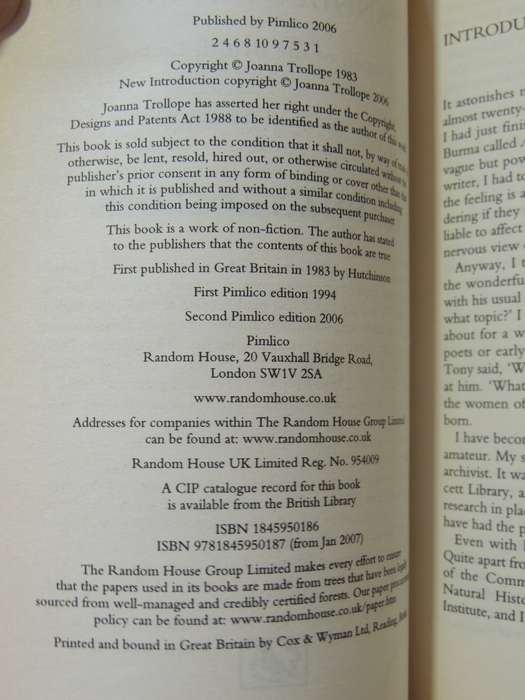 Published by Pimlico 2006
2 4 6 8 10 9 7 5 3 1
Copyright © Joanna Trollope 1983
New Introduction copyright © Joanna Trollope 2006
Joanna Trollope has asserted her right under the Copyright,
Designs and Patents Act 1988 to be identified as the author of this work
This book is sold subject to the condition that it shall not, by way of
otherwise, be lent, resold, hired out, or otherwise circulated without the
publisher's prior consent in any form of binding or cover other than that
in which it is published and without a similar condition including
this condition being imposed on the subsequent purchaser
This book is a work of non-fiction. The author has stated
to the publishers that the contents of this book are true
First published in Great Britain in 1983 by Hutchinson
First Pimlico edition 1994
Second Pimlico edition 2006
Pimlico
Random House, 20 Vauxhall Bridge Road,
London SW1V 2SA
www.randomhouse.co.uk
Addresses for companies within The Random House Group Limited
can be found at: www.randomhouse.co.uk
Random House UK Limited Reg. No. 954009
A CIP catalogue record for this book
is available from the British Library
ISBN 1845950186
ISBN 9781845950187 (from Jan 2007)
The Random House Group Limited makes every effort to ensure
that the papers used in its books are made from trees that have been legally
sourced from well-managed and credibly certified forests. Our paper procurement
policy can be found at: www.randomhouse.co.uk/paper.htm
Printed and bound in Great Britain by Cox & Wyman Ltd, Reading,
INTRODU
It astonishes
almost twenty-
I had just fini
Burma called
vague but pow
writer, I had to
the feeling is a
dering if they
liable to affect
nervous view
Anyway, I t
the wonderful
with his usual
what topic?' I
about for a w
poets or early
Tony said, 'W
at him. 'What
the women of
born.
I have becom
amateur. My s
archivist. It wa
cett Library, a
research in plac
have had the p
Even with
Quite apart fro
of the Comm
Natural Histo
Institute, and I